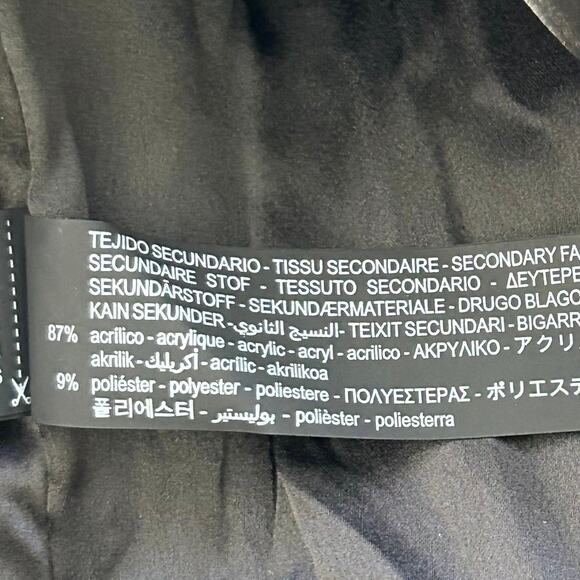 TEJIDO SECUNDARIO - TISSU SECONDAIRE - SECONDARY FA
SECUNDAIRE STOF - TESSUTO SECONDARIO - ΔΕΥΤΕΡΕ
SEKUNDÄRSTOFF - SEKUNDÆRMATERIALE - DRUGO BLAGO
KAIN SEKUNDER - النسيج الثانوي - TEIXIT SECUNDARI - BIGARR
87% acrílico - acrylique - acrylic - acryl - acrilico - ΑΚΡΥΛΙΚΟ - アクリ
akrilik - أكريليك - acrílic - akrilikoa
9% poliéster - polyester - poliestere - ΠΟΛΥΕΣΤΕΡΑΣ - ポリエステ
폴리에스터 - بوليستير - polièster - poliesterra